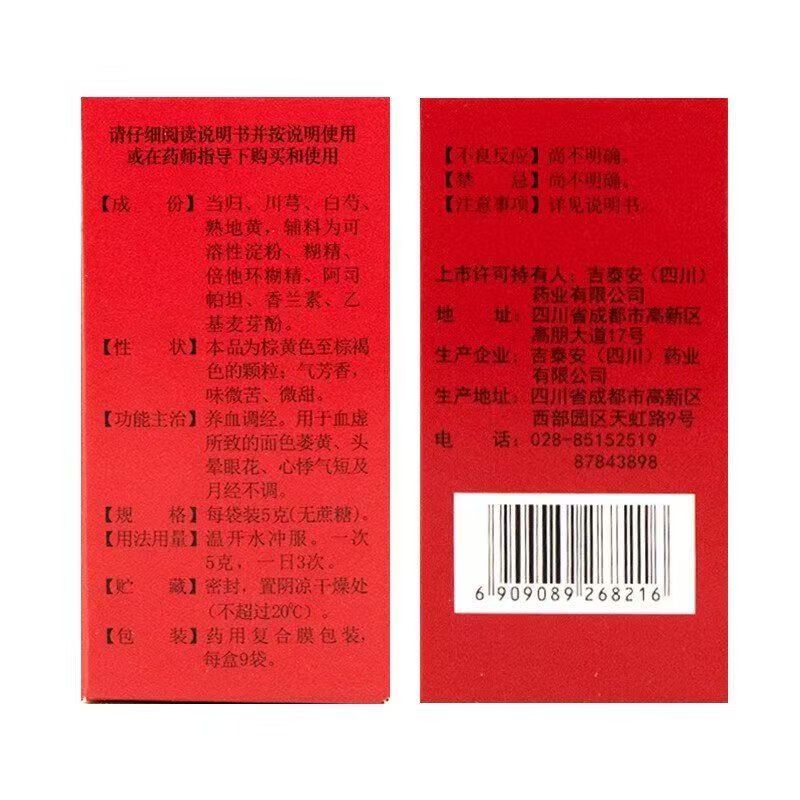 请仔细阅读说明书并按说明使用
或在药师指导下购买和使用
【成 份】当归、川芎、白芍、
熟地黄，辅料为可
溶性淀粉、糊精、
倍他环糊精、阿司
帕坦、香兰素、乙
基麦芽酚。
【性 状】本品为棕黄色至棕褐
色的颗粒；气芳香，
味微苦、微甜。
【功能主治】养血调经。用于血虚
所致的面色萎黄、头
晕眼花、心悸气短及
月经不调。
【规 格】每袋装5克(无蔗糖)。
【用法用量】温开水冲服。一次
5克，一日3次。
【贮 藏】密封，置阴凉干燥处
（不超过20℃）。
【包 装】药用复合膜包装，
每盒9袋。
【不良反应】尚不明确。
【禁 忌】尚不明确。
【注意事项】详见说明书。
上市许可持有人：吉泰安（四川）
药业有限公司
地 址：四川省成都市高新区
高朋大道17号
生产企业：吉泰安（四川）药业
有限公司
生产地址：四川省成都市高新区
西部园区天虹路9号
电 话：028-85152519
87843898
6 909089 268216